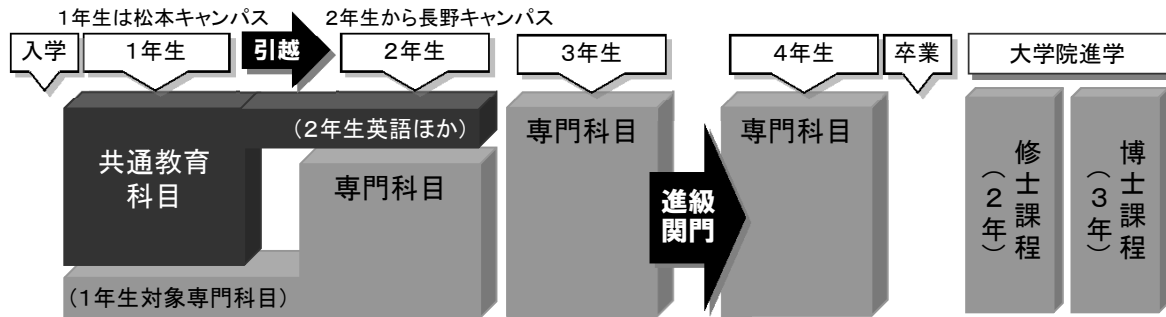 1年生は松本キャンパス
2年生から長野キャンパス
入学
1年生
引越
2年生
3年生
4年生
卒業
大学院進学
共通教育
科目
(2年生英語ほか)
専門科目
(1年生対象専門科目)
専門科目
進級
関門
専門科目
修士課程
(2年)
博士課程
(3年)